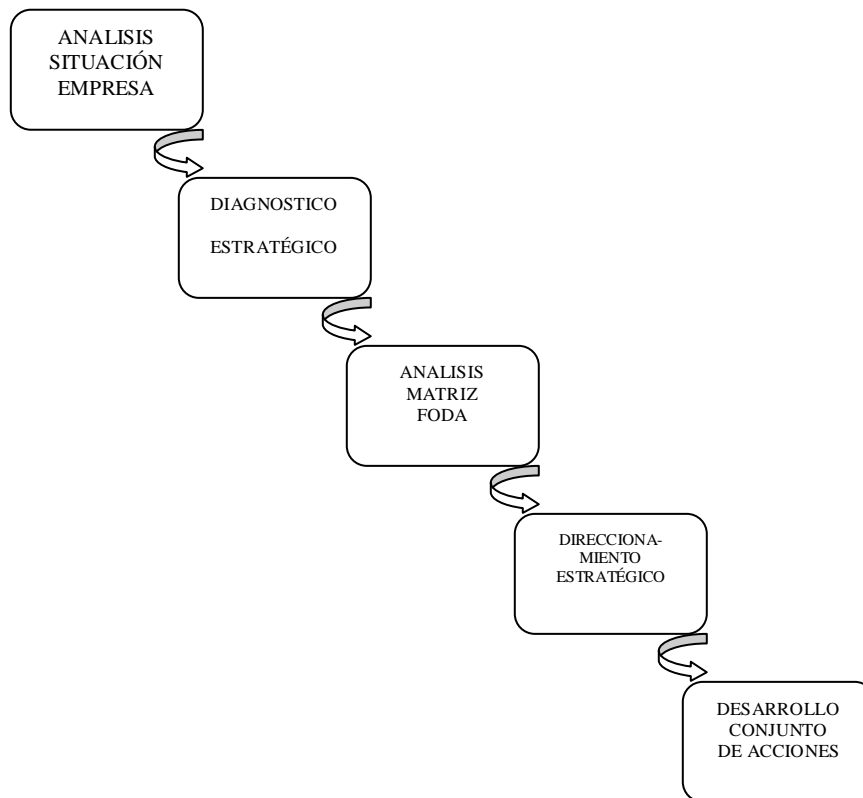 ANALISIS
SITUACIÓN
EMPRESA
DIAGNOSTICO
ESTRATÉGICO
ANALISIS
MATRIZ
FODA
DIRECCIONA-
MIENTO
ESTRATÉGICO
DESARROLLO
CONJUNTO
DE ACCIONES